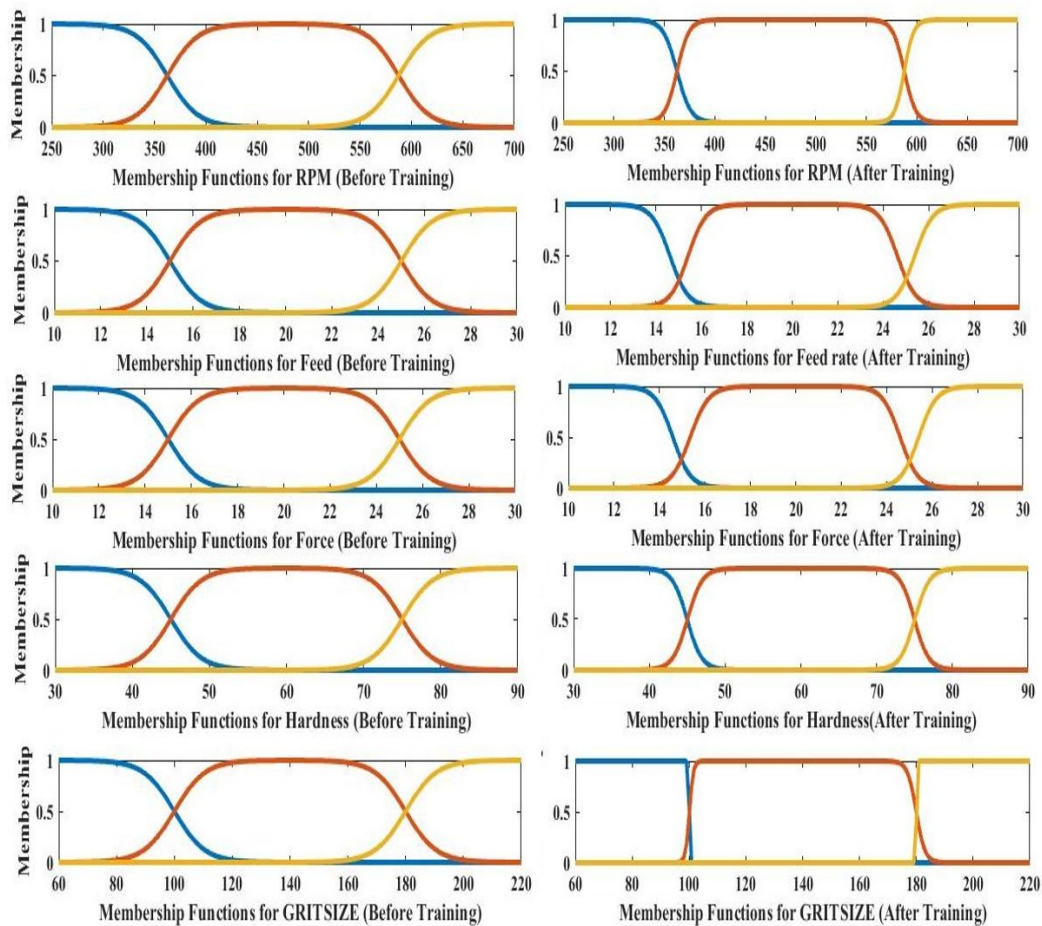 Membership
1
0.5
0
250 300 350 400 450 500 550 600 650 700
Membership Functions for RPM (Before Training)
1
0.5
0
250 300 350 400 450 500 550 600 650 700
Membership Functions for RPM (After Training)
Membership
1
0.5
0
10 12 14 16 18 20 22 24 26 28 30
Membership Functions for Feed (Before Training)
1
0.5
0
10 12 14 16 18 20 22 24 26 28 30
Membership Functions for Feed rate (After Training)
Membership
1
0.5
0
10 12 14 16 18 20 22 24 26 28 30
Membership Functions for Force (Before Training)
1
0.5
0
10 12 14 16 18 20 22 24 26 28 30
Membership Functions for Force (After Training)
Membership
1
0.5
0
30 40 50 60 70 80 90
Membership Functions for Hardness (Before Training)
1
0.5
0
30 40 50 60 70 80 90
Membership Functions for Hardness(After Training)
Membership
1
0.5
0
60 80 100 120 140 160 180 200 220
Membership Functions for GRITSIZE (Before Training)
1
0.5
0
60 80 100 120 140 160 180 200 220
Membership Functions for GRITSIZE (After Training)